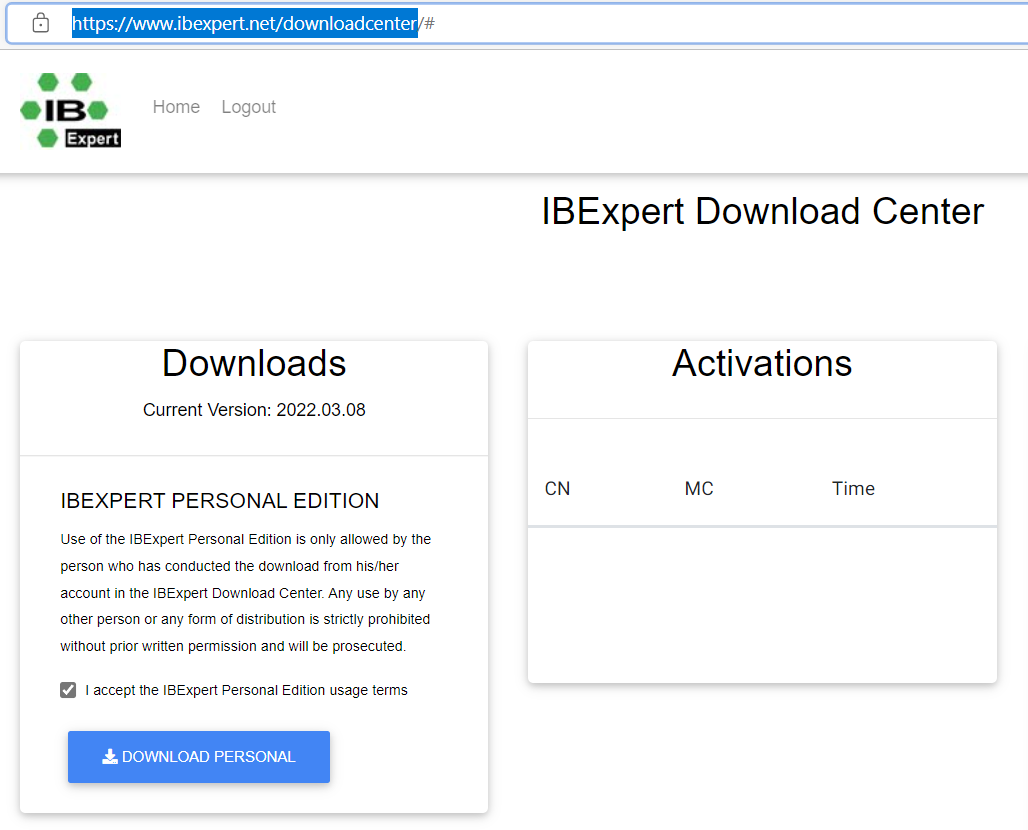 https://www.ibexpert.net/downloadcenter/#
IB
Expert
Home Logout
IBExpert Download Center
Downloads
Current Version: 2022.03.08
IBEXPERT PERSONAL EDITION
Use of the IBExpert Personal Edition is only allowed by the
person who has conducted the download from his/her
account in the IBExpert Download Center. Any use by any
other person or any form of distribution is strictly prohibited
without prior written permission and will be prosecuted.
I accept the IBExpert Personal Edition usage terms
DOWNLOAD PERSONAL
Activations
CN MC Time